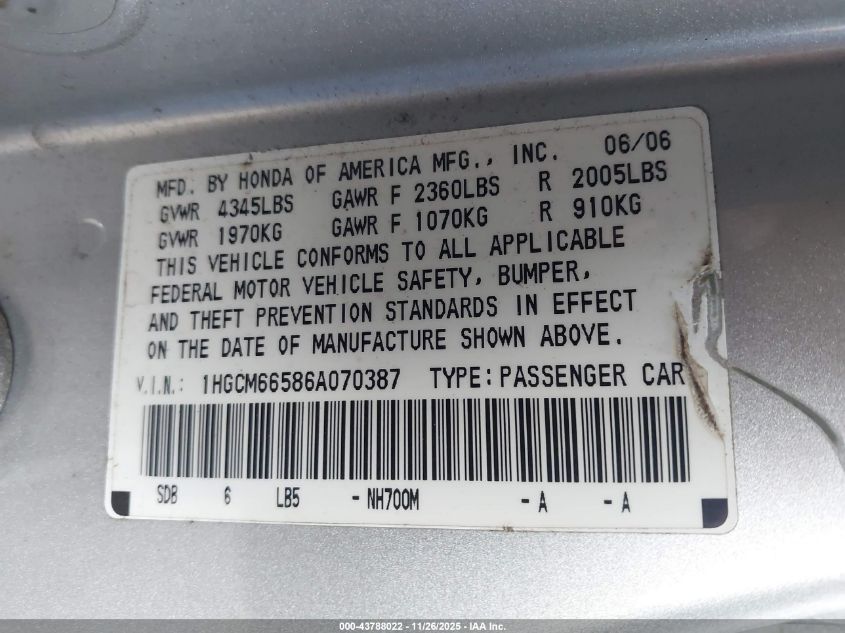 MFD. BY HONDA OF AMERICA MFG., INC. 06/06
GVWR 4345LBS GAWR F 2360LBS R 2005LBS
GVWR 1970KG GAWR F 1070KG R 910KG
THIS VEHICLE CONFORMS TO ALL APPLICABLE
FEDERAL MOTOR VEHICLE SAFETY, BUMPER,
AND THEFT PREVENTION STANDARDS IN EFFECT
ON THE DATE OF MANUFACTURE SHOWN ABOVE.
V.I.N.: 1HGCM66586A070387 TYPE: PASSENGER CAR
SDB 6 LB5 - NH700M - A - A
000-43788022 - 11/26/2025 - IAA Inc.